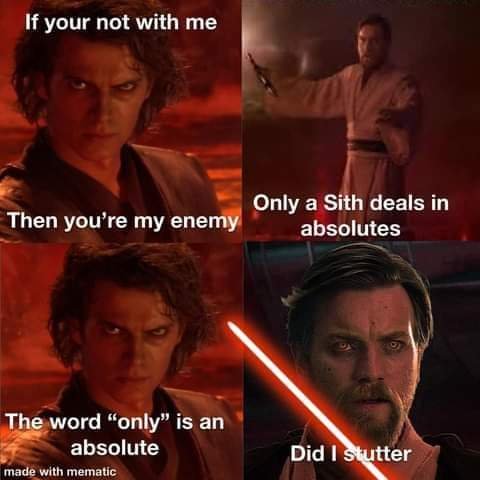 If your not with me
Then you're my enemy
Only a Sith deals in
absolutes
The word “only” is an
absolute
made with mematic
Did I stutter